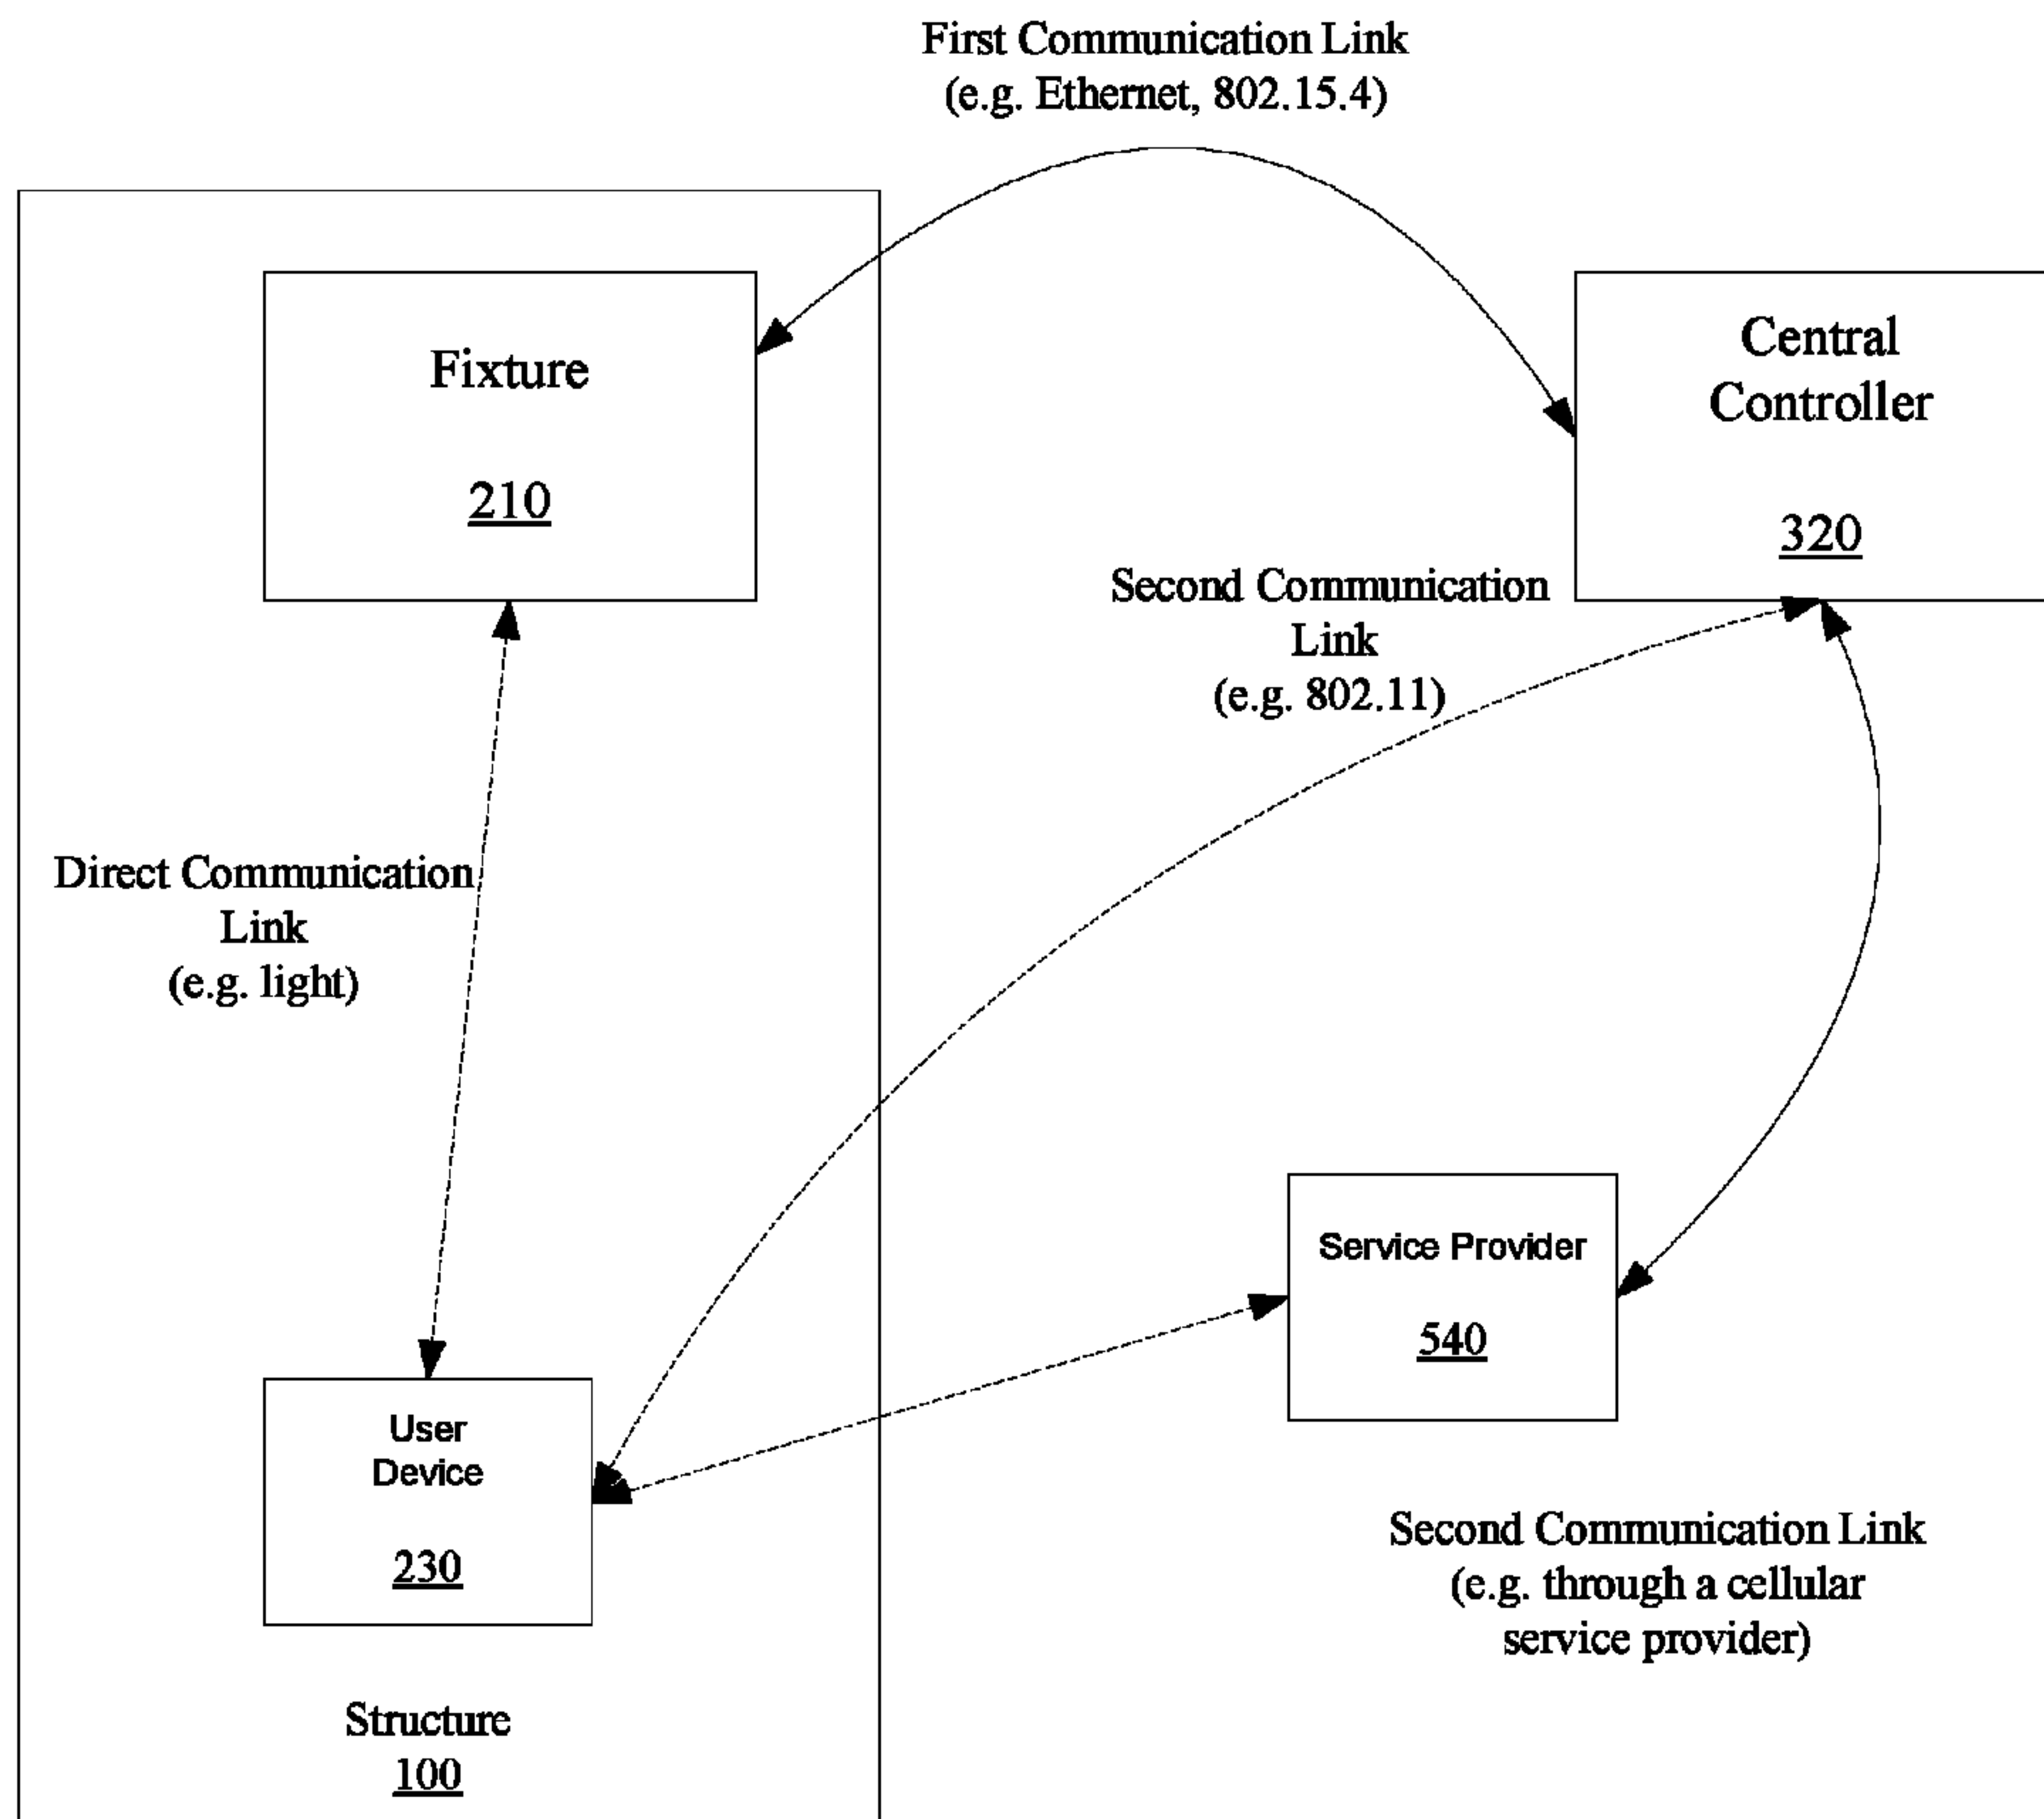 First Communication Link
(e.g. Ethernet, 802.15.4)
Fixture
210
Central
Controller
320
Second Communication
Link
(e.g. 802.11)
Direct Communication
Link
(e.g. light)
Service Provider
540
User
Device
230
Second Communication Link
(e.g. through a cellular
service provider)
Structure
100